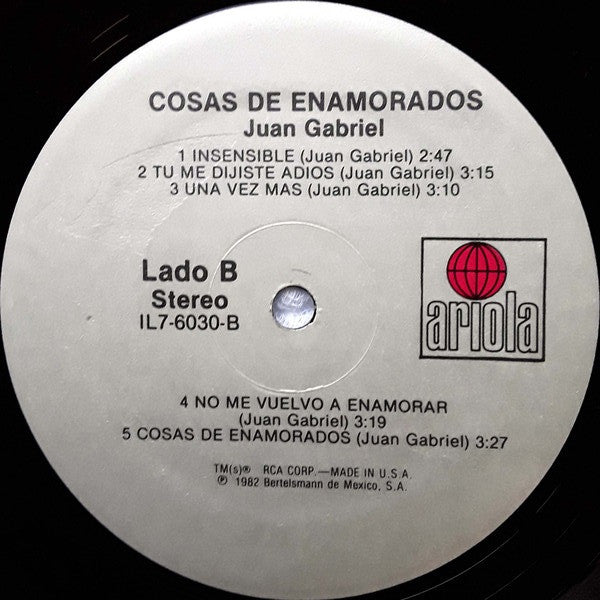 COSAS DE ENAMORADOS
Juan Gabriel
1 INSENSIBLE (Juan Gabriel) 2:47
2 TU ME DIJISTE ADIOS (Juan Gabriel) 3:15
3 UNA VEZ MAS (Juan Gabriel) 3:10
Lado B
Stereo
IL7-6030-B
ariola
4 NO ME VUELVO A ENAMORAR
(Juan Gabriel) 3:19
5 COSAS DE ENAMORADOS (Juan Gabriel) 3:27
TM(s)® RCA CORP.—MADE IN U.S.A.
℗ 1982 Bertelsmann de Mexico, S.A.